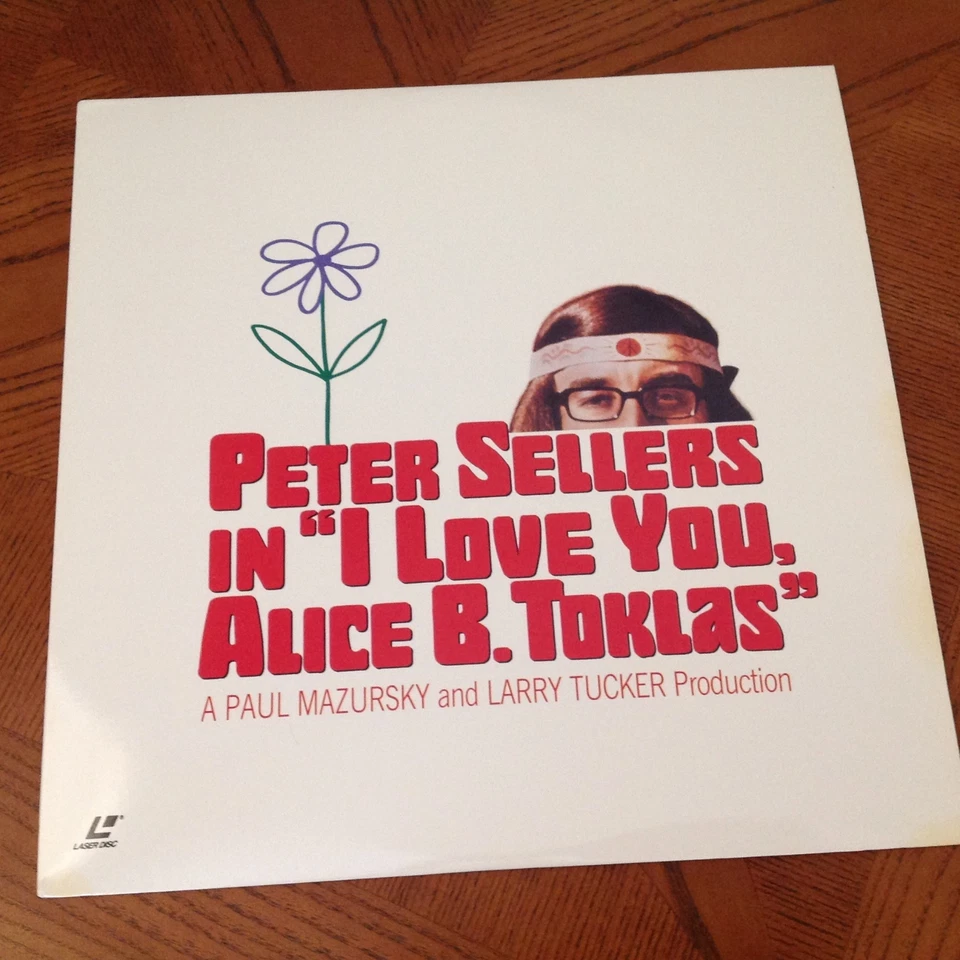 PETER SELLERS
IN “I LOVE YOU,
ALICE B. TOKLAS”
A PAUL MAZURSKY and LARRY TUCKER Production
LASER DISC